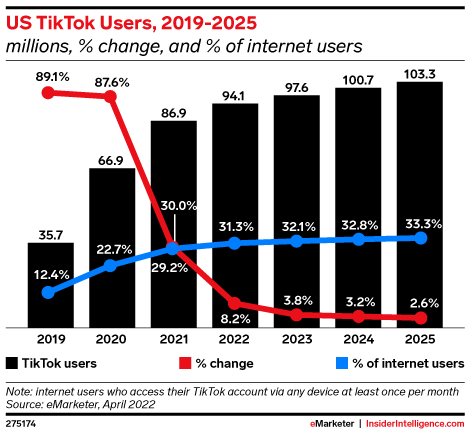 US TikTok Users, 2019-2025
millions, % change, and % of internet users
89.1% 87.6% 86.9 94.1 97.6 100.7 103.3
66.9
35.7 30.0%
12.4% 22.7% 29.2% 31.3% 32.1% 32.8% 33.3%
8.2% 3.8% 3.2% 2.6%
2019 2020 2021 2022 2023 2024 2025
TikTok users % change % of internet users
Note: internet users who access their TikTok account via any device at least once per month
Source: eMarketer, April 2022
275174 eMarketer | InsiderIntelligence.com